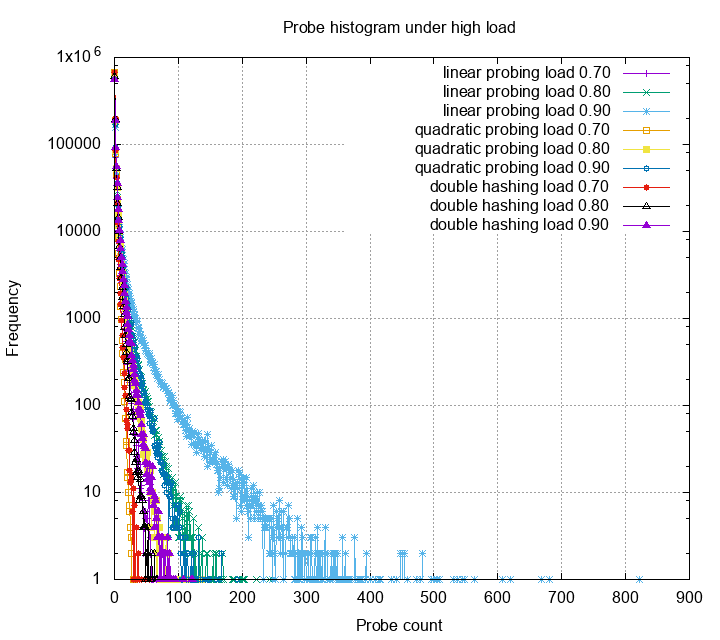 Probe histogram under high load
1x10^6
100000
10000
1000
100
10
1
Frequency
linear probing load 0.70
linear probing load 0.80
linear probing load 0.90
quadratic probing load 0.70
quadratic probing load 0.80
quadratic probing load 0.90
double hashing load 0.70
double hashing load 0.80
double hashing load 0.90
0 100 200 300 400 500 600 700 800 900
Probe count